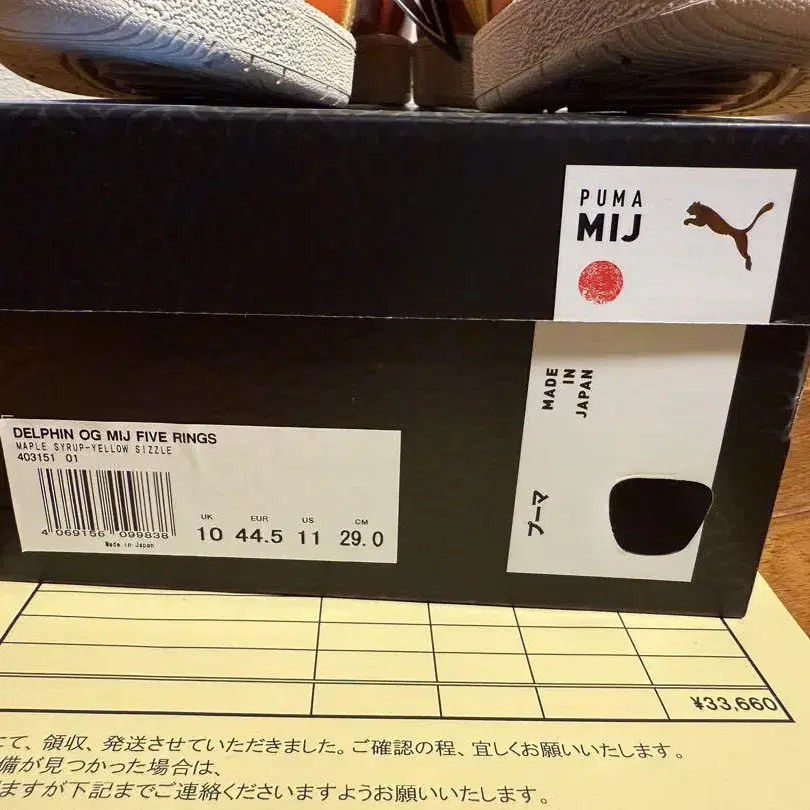 PUMA
MIJ
MADE
IN
JAPAN
プーマ
DELPHIN OG MIJ FIVE RINGS
MAPLE SYRUP-YELLOW SIZZLE
403151 01
4 069156 099838
Made in Japan
UK EUR US CM
10 44.5 11 29.0
¥33,660
にて、領収、発送させていただきました。ご確認の程、宜しくお願いいたします。
備が見つかった場合は、
ますが下記までご連絡くださいますようお願いいたします。